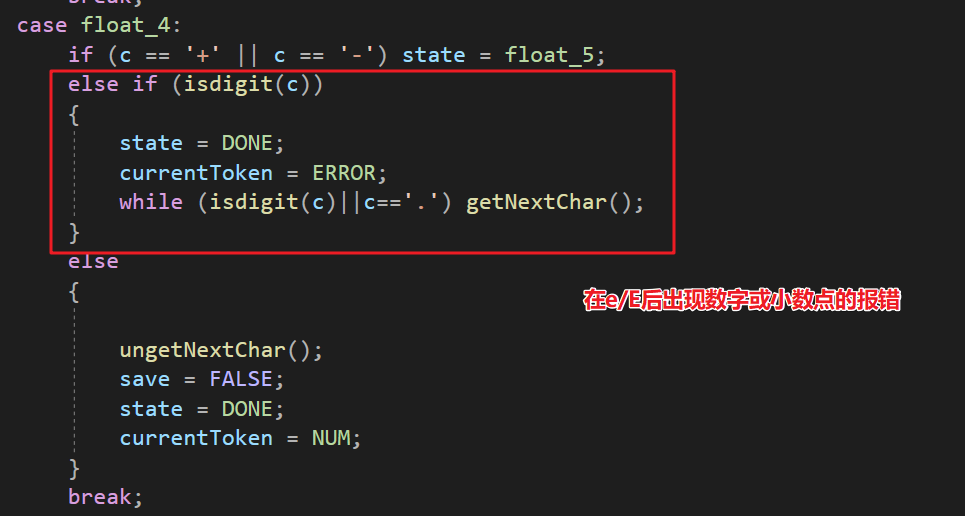 break;
case float_4:
    if (c == '+' || c == '-') state = float_5;
    else if (isdigit(c))
    {
        state = DONE;
        currentToken = ERROR;
        while (isdigit(c)||c=='.') getNextChar();
    }
    else
    {
在e/E后出现数字或小数点的报错
        ungetNextChar();
        save = FALSE;
        state = DONE;
        currentToken = NUM;
    }
    break;